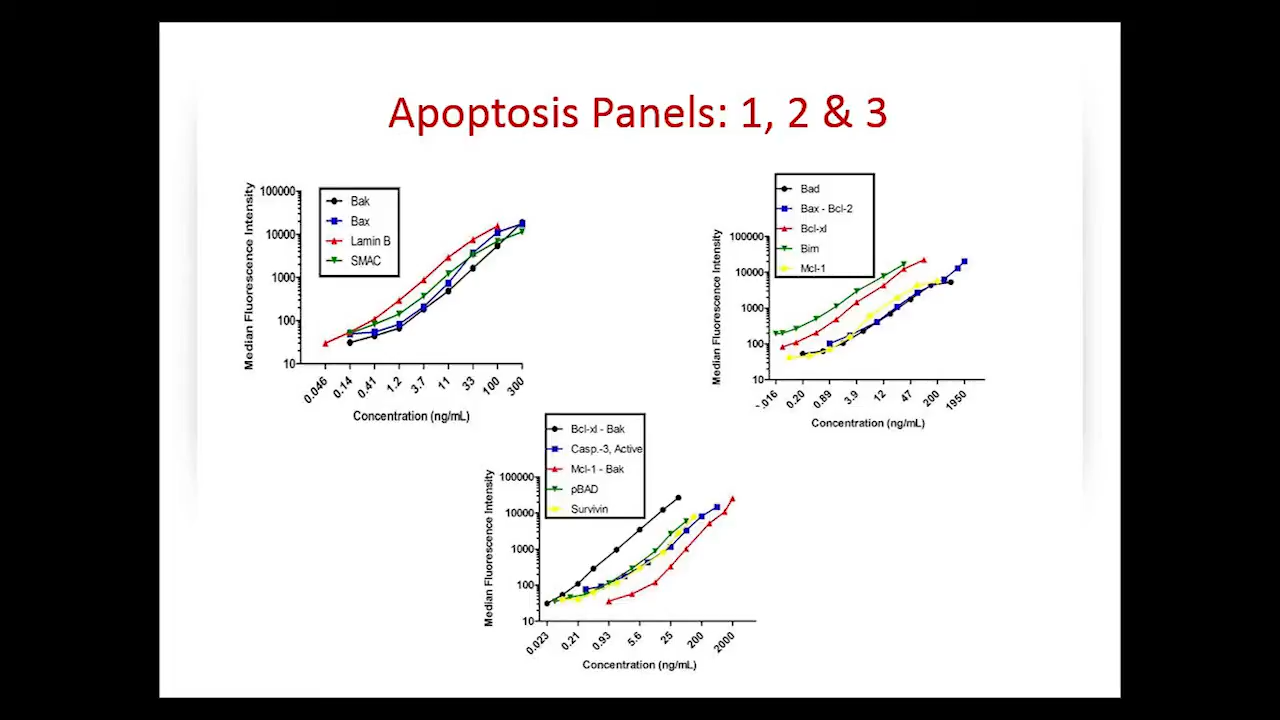 Apoptosis Panels: 1, 2 & 3
Median Fluorescence Intensity
100000
10000
1000
100
10
Bak
Bax
Lamin B
SMAC
0.046
0.14
0.41
1.2
3.7
11
33
100
300
Concentration (ng/mL)
Median Fluorescence Intensity
100000
10000
1000
100
10
Bad
Bax - Bcl-2
Bcl-xl
Bim
Mcl-1
.016
0.20
0.89
3.9
12
47
200
1950
Concentration (ng/mL)
Median Fluorescence Intensity
100000
10000
1000
100
10
Bcl-xl - Bak
Casp.-3, Active
Mcl-1 - Bak
pBAD
Survivin
0.023
0.21
0.93
5.6
25
200
2000
Concentration (ng/mL)